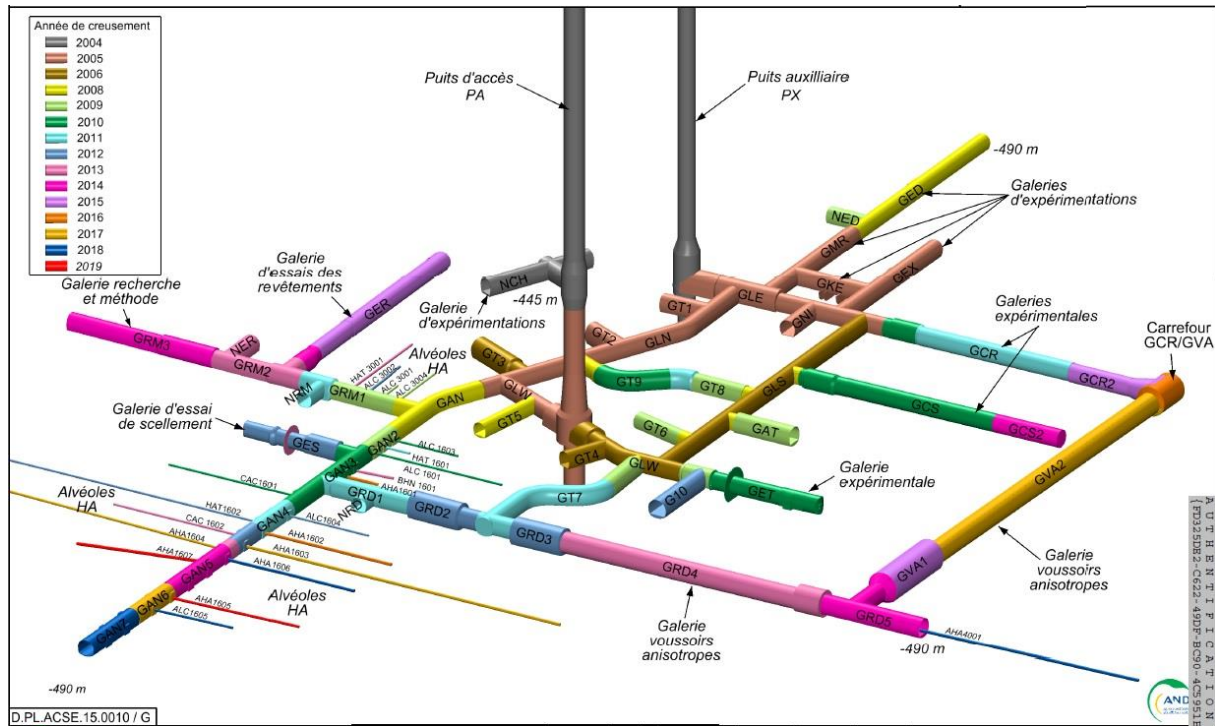 Année de creusement
2004
2005
2006
2008
2009
2010
2011
2012
2013
2014
2015
2016
2017
2018
2019
Puits d'accès
PA
Puits auxilliaire
PX
-490 m
Galeries
d'expérimentations
GED
NED
GMR
GEX
GKE
GNI
GLE
GT1
GT2
GLN
NCH
-445 m
Galerie
d'expérimentations
Galerie
d'essais des
revêtements
Galerie recherche
et méthode
GRM3
NER
GER
GRM2
NRM
GRM1
HAT 3001
ALC 3002
ALC 3001
ALC 3004
Alvéoles
HA
GT3
GLW
GT5
GAN
GT9
GT8
GLS
GCR
Galeries
expérimentales
Carrefour
GCR/GVA
GCR2
GCS
GCS2
GAT
GT6
GT4
GLW
GET
Galerie
expérimentale
G10
GT7
Galerie d'essai
de scellement
GES
GAN2
GAN3
ALC 1603
HAT 1601
ALC 1601
BHN 1601
AHA1601
CAC1601
GRD1
NRD
GRD2
GRD3
GRD4
GRD5
GVA1
GVA2
Galerie
voussoirs
anisotropes
Galerie
voussoirs
anisotropes
-490 m
AHA4001
Alvéoles
HA
HAT1602
ALC1604
GAN4
CAC 1602
AHA1602
AHA1604
AHA1603
AHA1607
AHA1606
GAN5
Alvéoles
HA
GAN6
AHA1605
ALC1605
GAN7
-490 m
D.PL.ACSE.15.0010 / G
AUTHENTIFICATION
AND